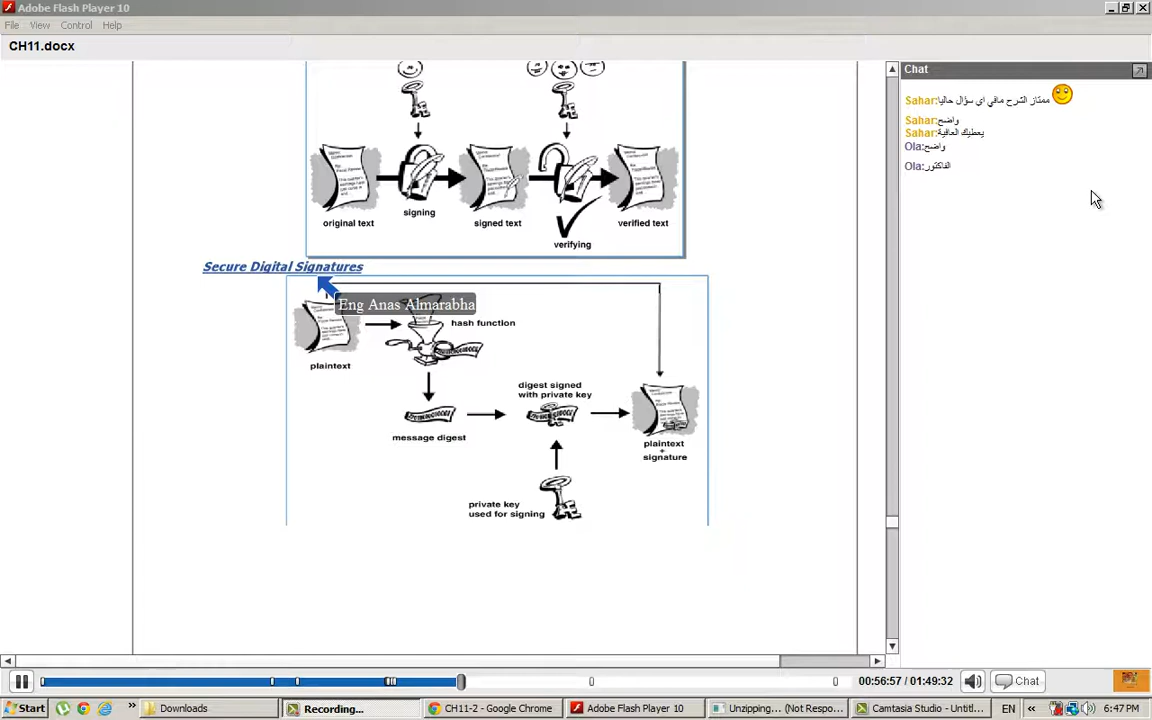 Adobe Flash Player 10
File View Control Help
CH11.docx
original text
signing
signed text
verifying
verified text
Secure Digital Signatures
Eng Anas Almarabha
plaintext
hash function
message digest
digest signed
with private key
plaintext
+
signature
private key
used for signing
Chat
Sahar:ممتاز الشرح مافي اي سؤال حاليا
Sahar:واضح
Sahar:يعطيك العافية
Ola:واضح
Ola:الفاكتور
00:56:57 / 01:49:32
Chat
Start
Downloads
Recording...
CH11-2 - Google Chrome
Adobe Flash Player 10
Unzipping... (Not Respo...
Camtasia Studio - Untitl...
EN
6:47 PM